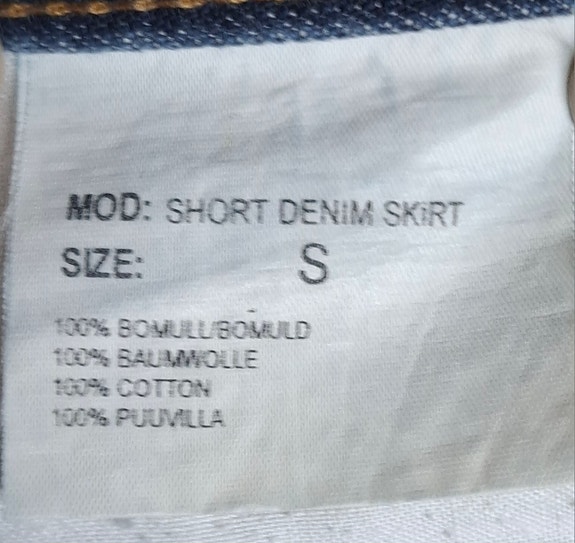 MOD: SHORT DENIM SKiRT
SIZE: S
100% BOMULL/BOMULD
100% BAUMWOLLE
100% COTTON
100% PUUVILLA